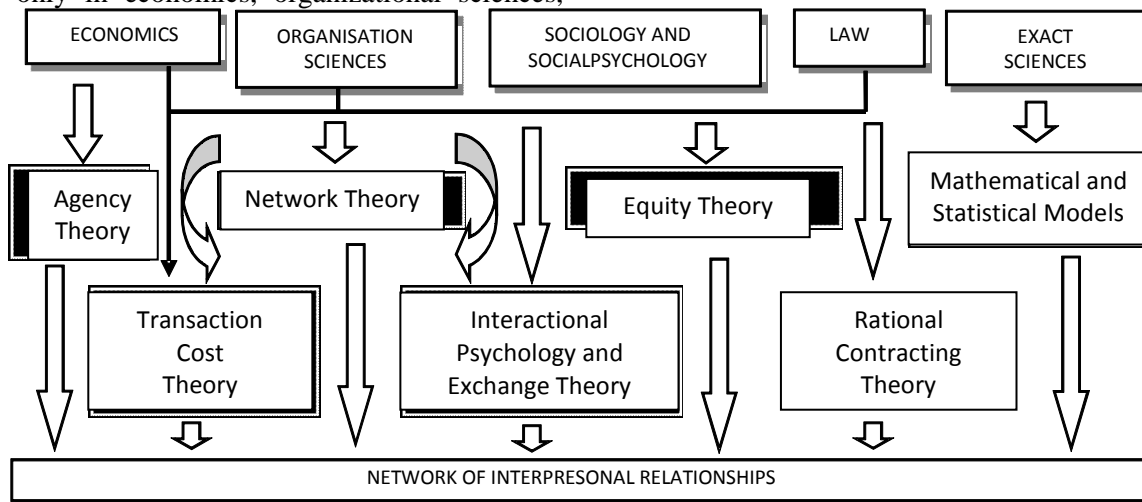 only in economics, organizational sciences,
ECONOMICS
ORGANISATION
SCIENCES
SOCIOLOGY AND
SOCIALPSYCHOLOGY
LAW
EXACT
SCIENCES
Agency
Theory
Network Theory
Equity Theory
Mathematical and
Statistical Models
Transaction
Cost
Theory
Interactional
Psychology and
Exchange Theory
Rational
Contracting
Theory
NETWORK OF INTERPRESONAL RELATIONSHIPS